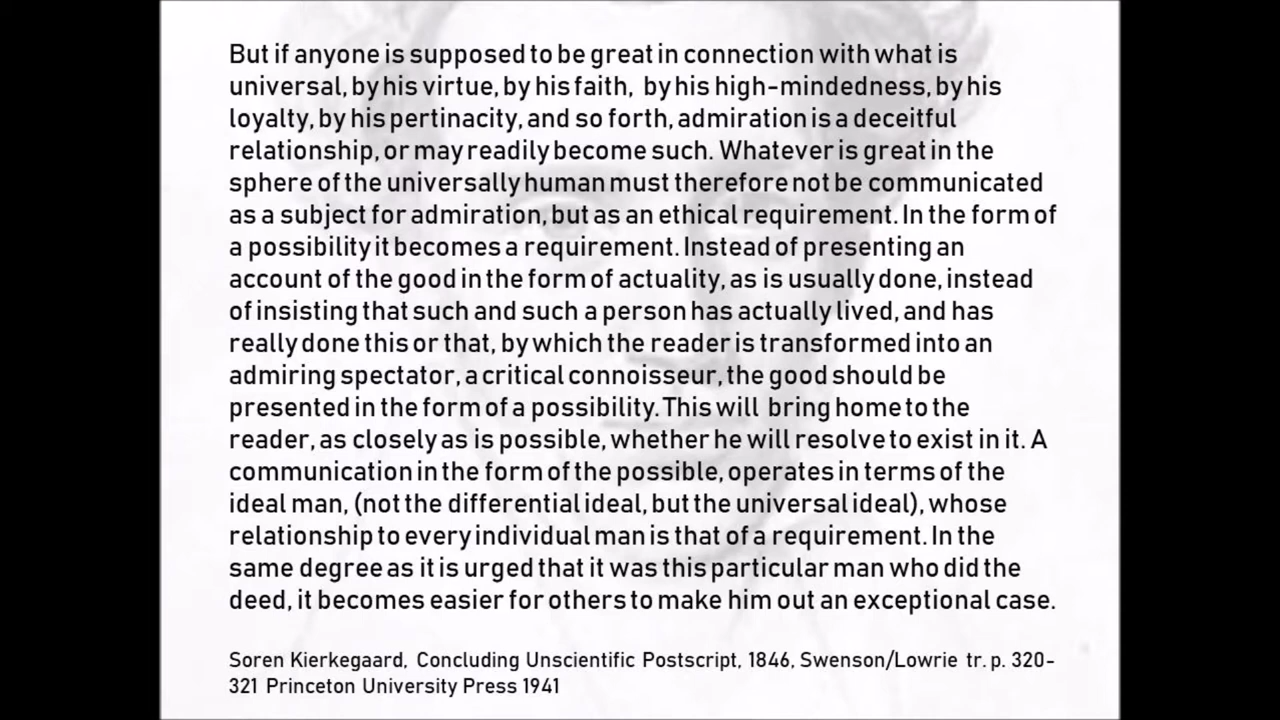 But if anyone is supposed to be great in connection with what is
universal, by his virtue, by his faith, by his high-mindedness, by his
loyalty, by his pertinacity, and so forth, admiration is a deceitful
relationship, or may readily become such. Whatever is great in the
sphere of the universally human must therefore not be communicated
as a subject for admiration, but as an ethical requirement. In the form of
a possibility it becomes a requirement. Instead of presenting an
account of the good in the form of actuality, as is usually done, instead
of insisting that such and such a person has actually lived, and has
really done this or that, by which the reader is transformed into an
admiring spectator, a critical connoisseur, the good should be
presented in the form of a possibility. This will bring home to the
reader, as closely as is possible, whether he will resolve to exist in it. A
communication in the form of the possible, operates in terms of the
ideal man, (not the differential ideal, but the universal ideal), whose
relationship to every individual man is that of a requirement. In the
same degree as it is urged that it was this particular man who did the
deed, it becomes easier for others to make him out an exceptional case.
Soren Kierkegaard, Concluding Unscientific Postscript, 1846, Swenson/Lowrie tr. p. 320-
321 Princeton University Press 1941